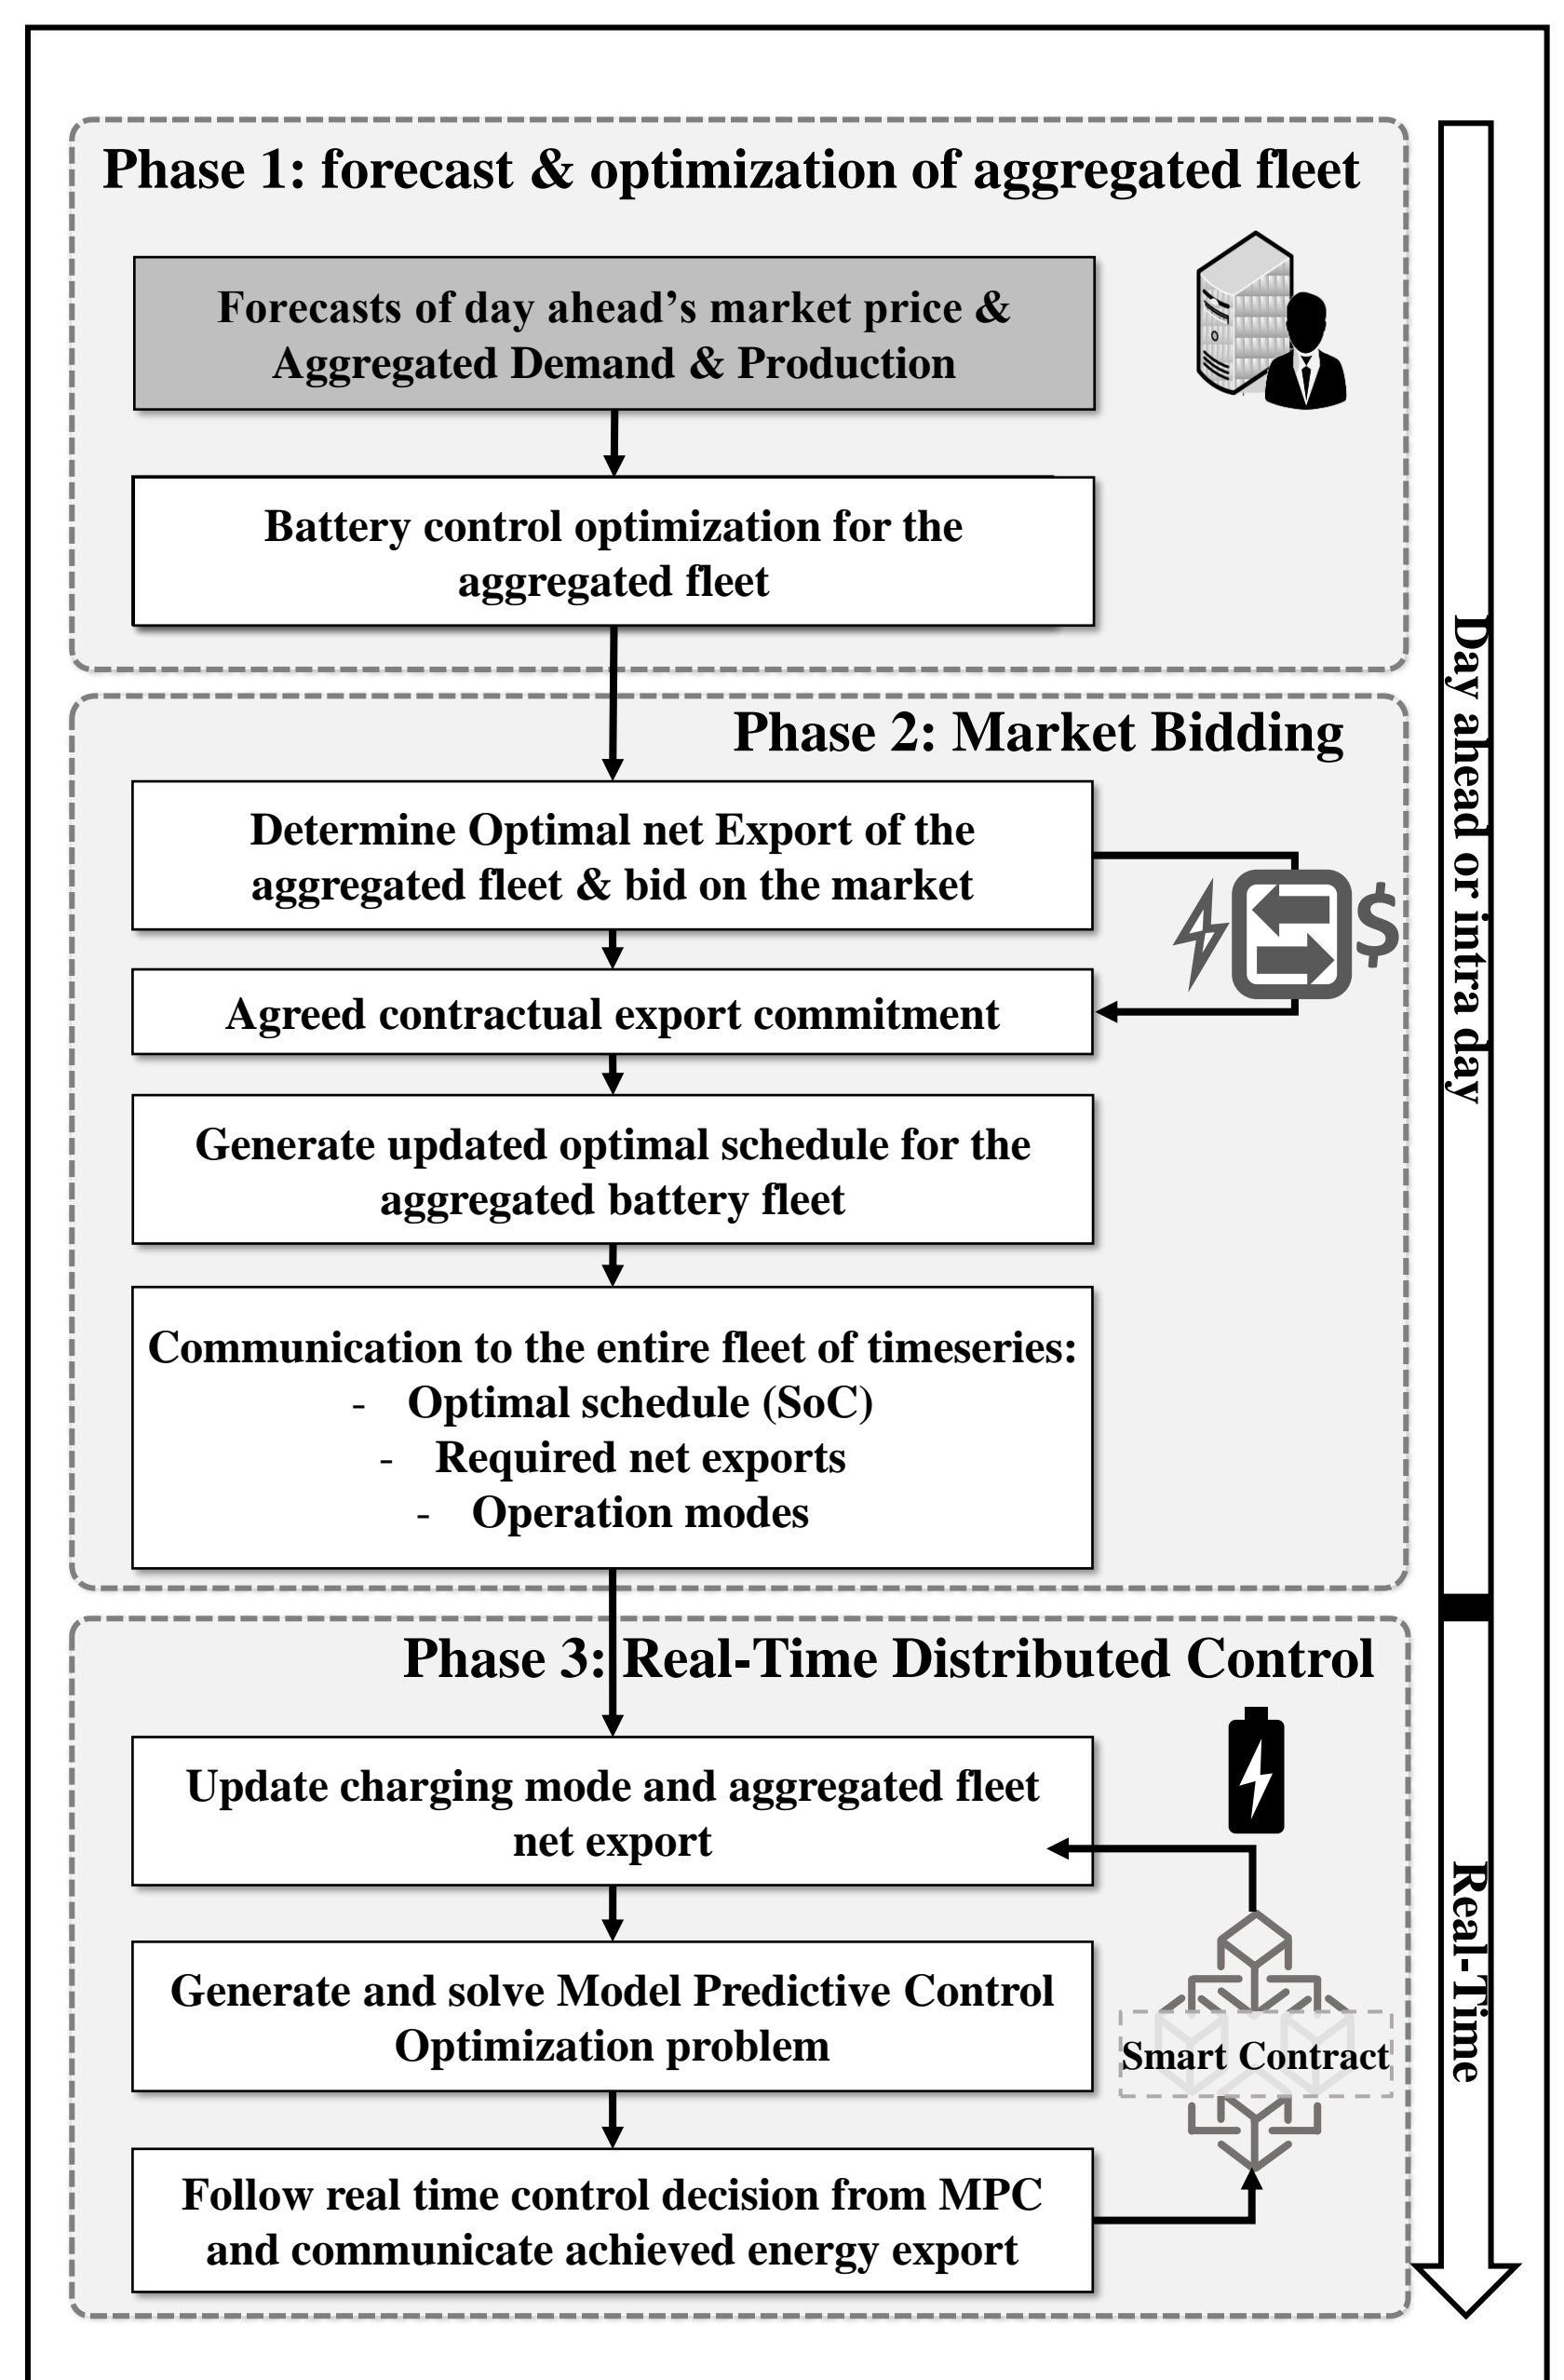 Phase 1: forecast & optimization of aggregated fleet
Forecasts of day ahead’s market price &
Aggregated Demand & Production
Battery control optimization for the
aggregated fleet
Phase 2: Market Bidding
Determine Optimal net Export of the
aggregated fleet & bid on the market
$
Agreed contractual export commitment
Generate updated optimal schedule for the
aggregated battery fleet
Communication to the entire fleet of timeseries:
- Optimal schedule (SoC)
- Required net exports
- Operation modes
Day ahead or intra day
Phase 3: Real-Time Distributed Control
Update charging mode and aggregated fleet
net export
Generate and solve Model Predictive Control
Optimization problem
Smart Contract
Follow real time control decision from MPC
and communicate achieved energy export
Real-Time